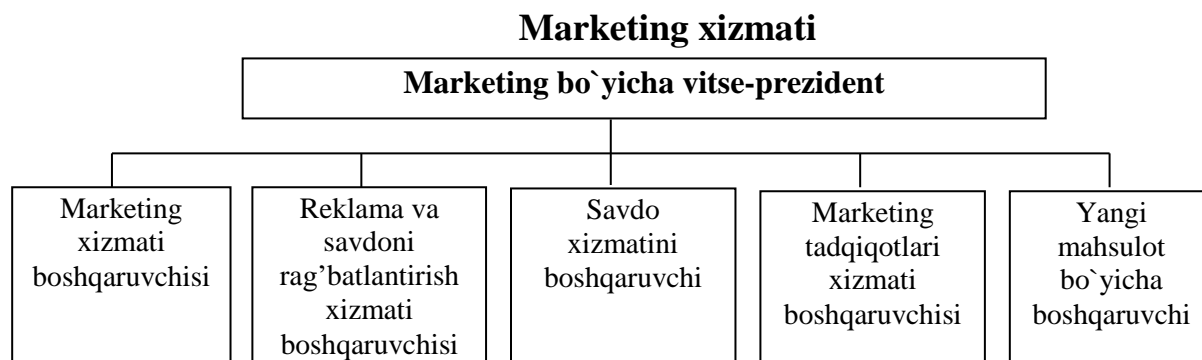 Marketing xizmati
Marketing bo`yicha vitse-prezident
Marketing
xizmati
boshqaruvchisi
Reklama va
savdoni
rag’batlantirish
xizmati
boshqaruvchisi
Savdo
xizmatini
boshqaruvchi
Marketing
tadqiqotlari
xizmati
boshqaruvchisi
Yangi
mahsulot
bo`yicha
boshqaruvchi